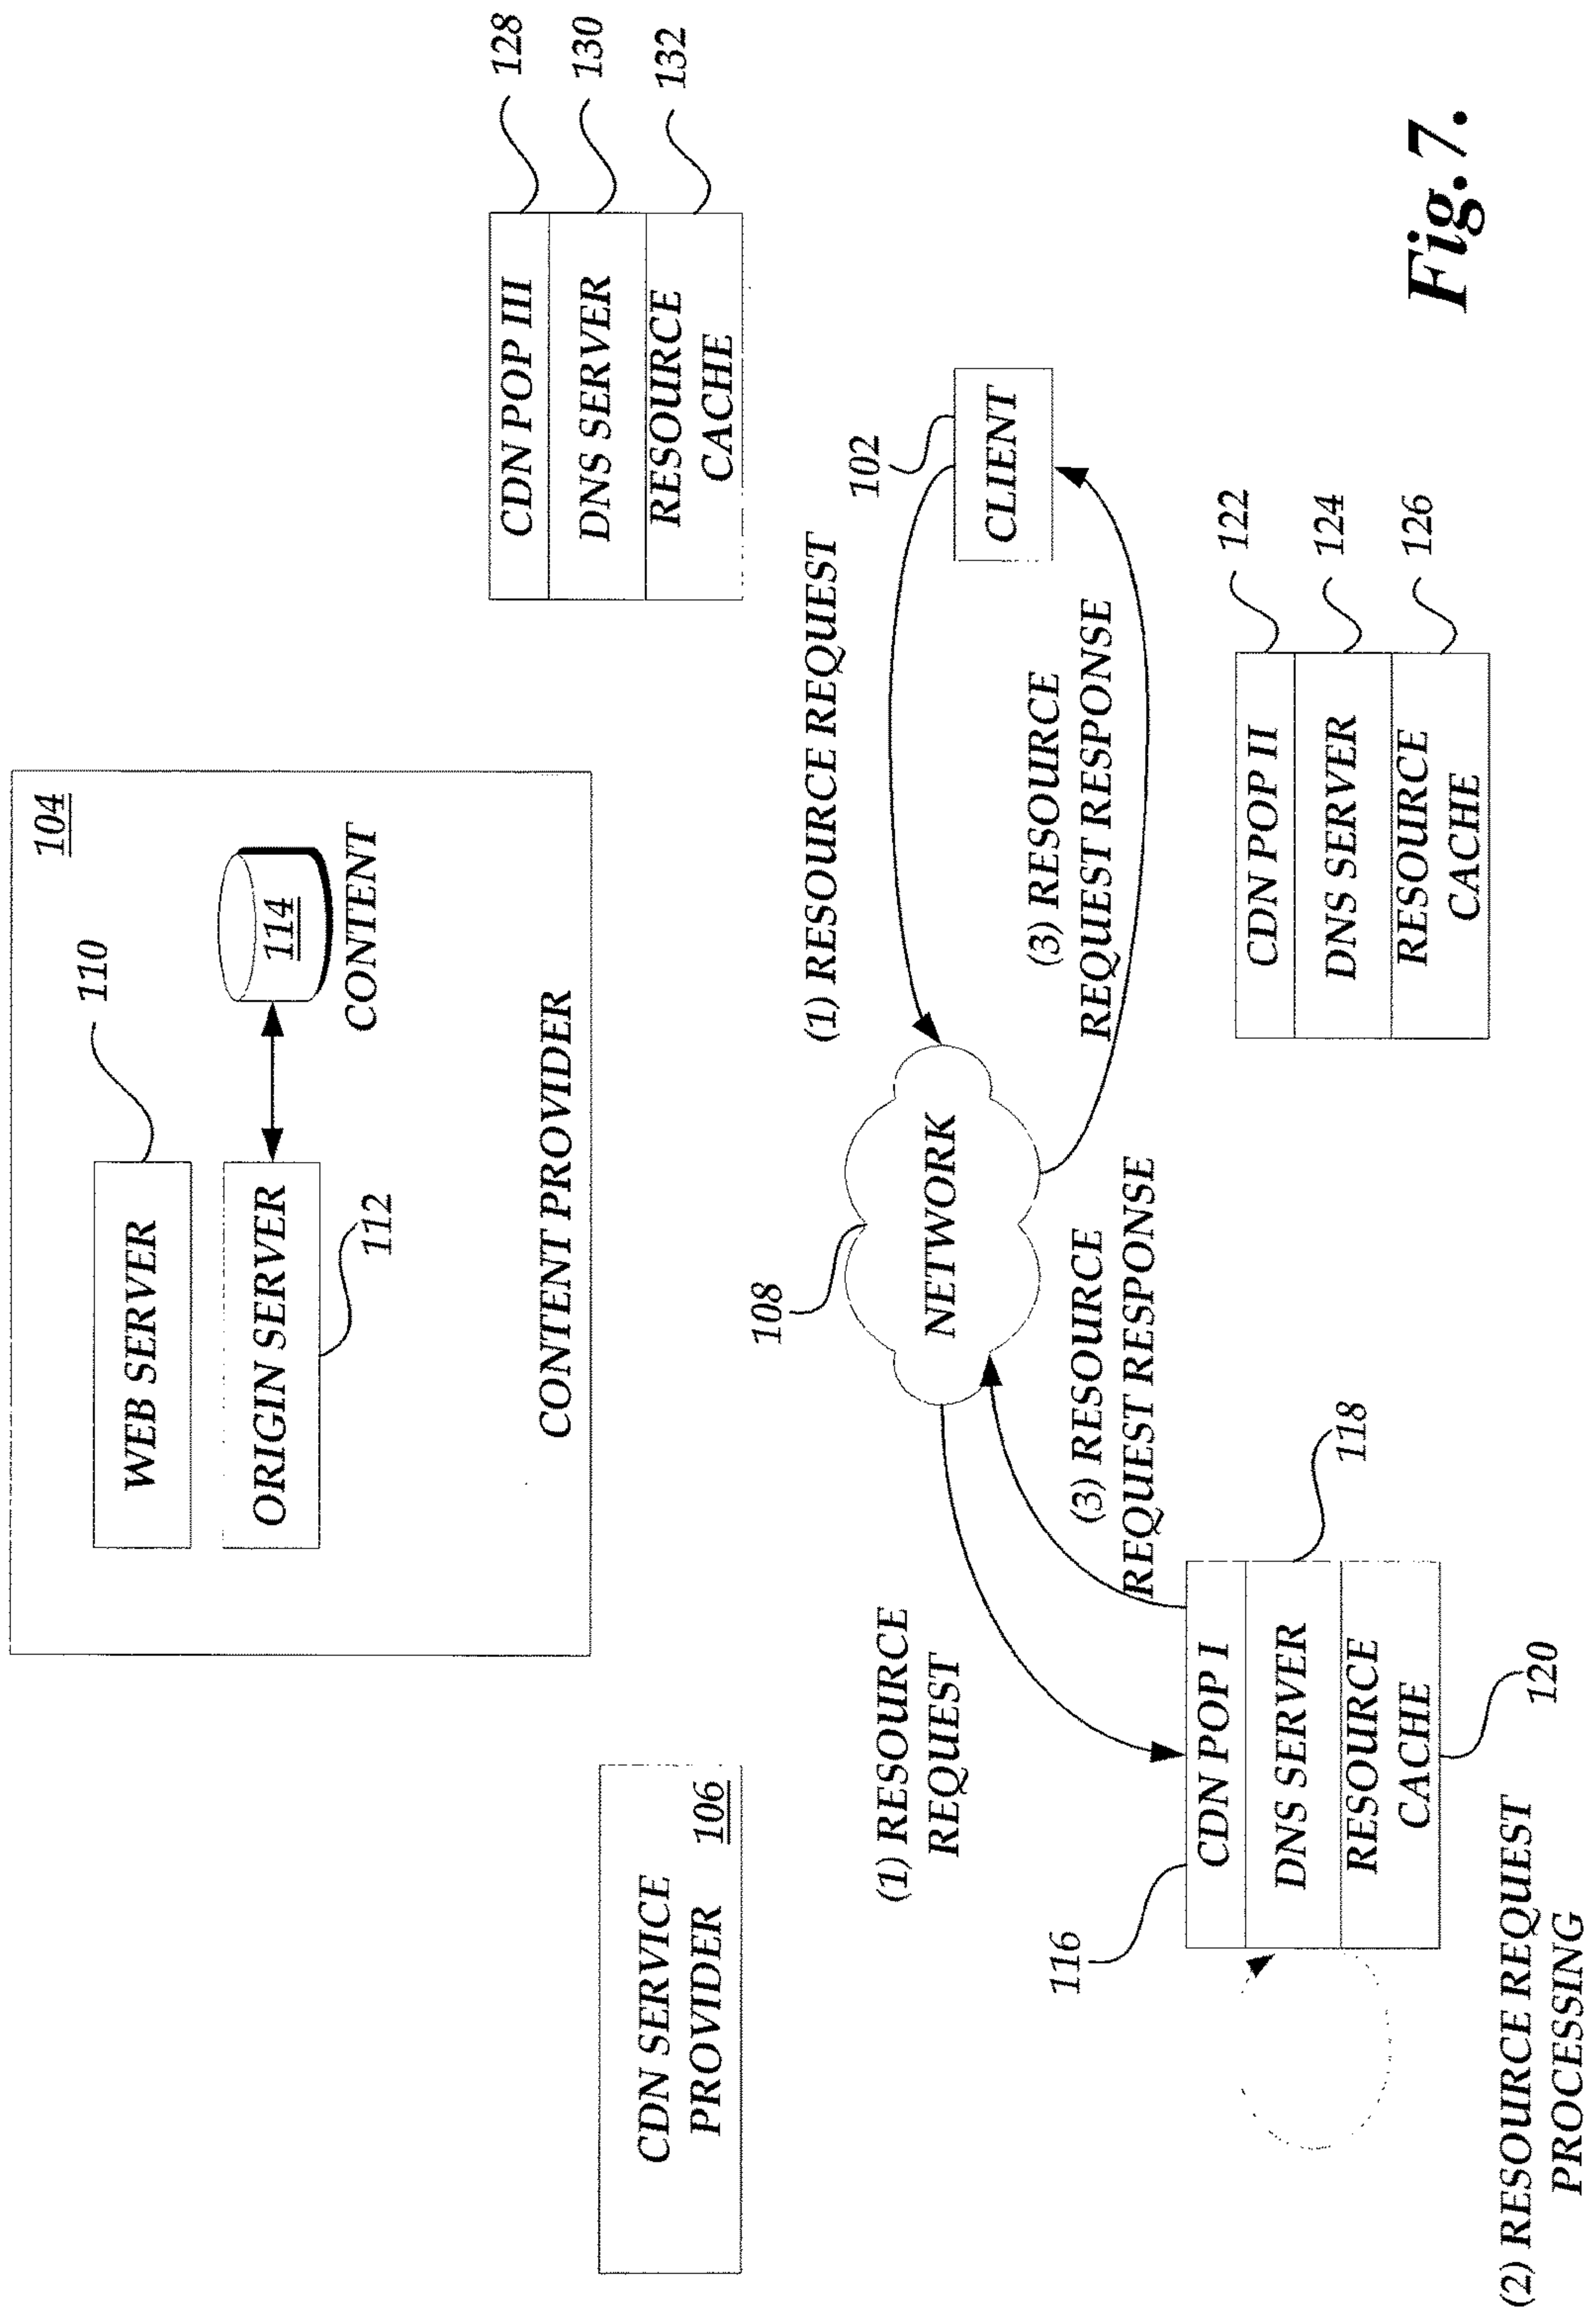 104
WEB SERVER
110
ORIGIN SERVER
112
114
CONTENT
CONTENT PROVIDER
CDN SERVICE
PROVIDER
106
CDN POP III
128
DNS SERVER
130
RESOURCE
CACHE
132
(1) RESOURCE REQUEST
102
CLIENT
108
NETWORK
(1) RESOURCE
REQUEST
(3) RESOURCE
REQUEST RESPONSE
(3) RESOURCE
REQUEST RESPONSE
116
CDN POP I
DNS SERVER
118
RESOURCE
CACHE
120
CDN POP II
122
DNS SERVER
124
RESOURCE
CACHE
126
(2) RESOURCE REQUEST
PROCESSING
Fig.7.